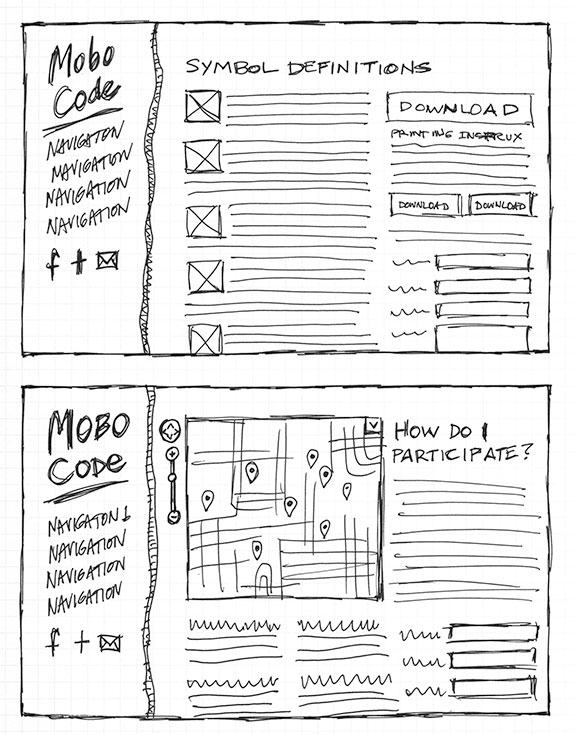 Mobo
Code
NAVIGATON
NAVIGATION
NAVIGATION
NAVIGATION
f +
SYMBOL DEFINITIONS
DOWNLOAD
PRINTING INSTRUX
DOWNLOAD DOWNLOAD
MOBO
CODE
NAVIGATON 1
NAVIGATION
NAVIGATION
NAVIGATION
f +
HOW DO I
PARTICIPATE?